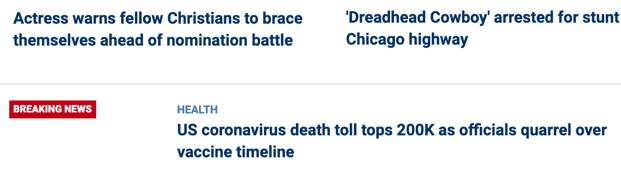 Actress warns fellow Christians to brace
themselves ahead of nomination battle
'Dreadhead Cowboy' arrested for stunt
Chicago highway
BREAKING NEWS
HEALTH
US coronavirus death toll tops 200K as officials quarrel over
vaccine timeline